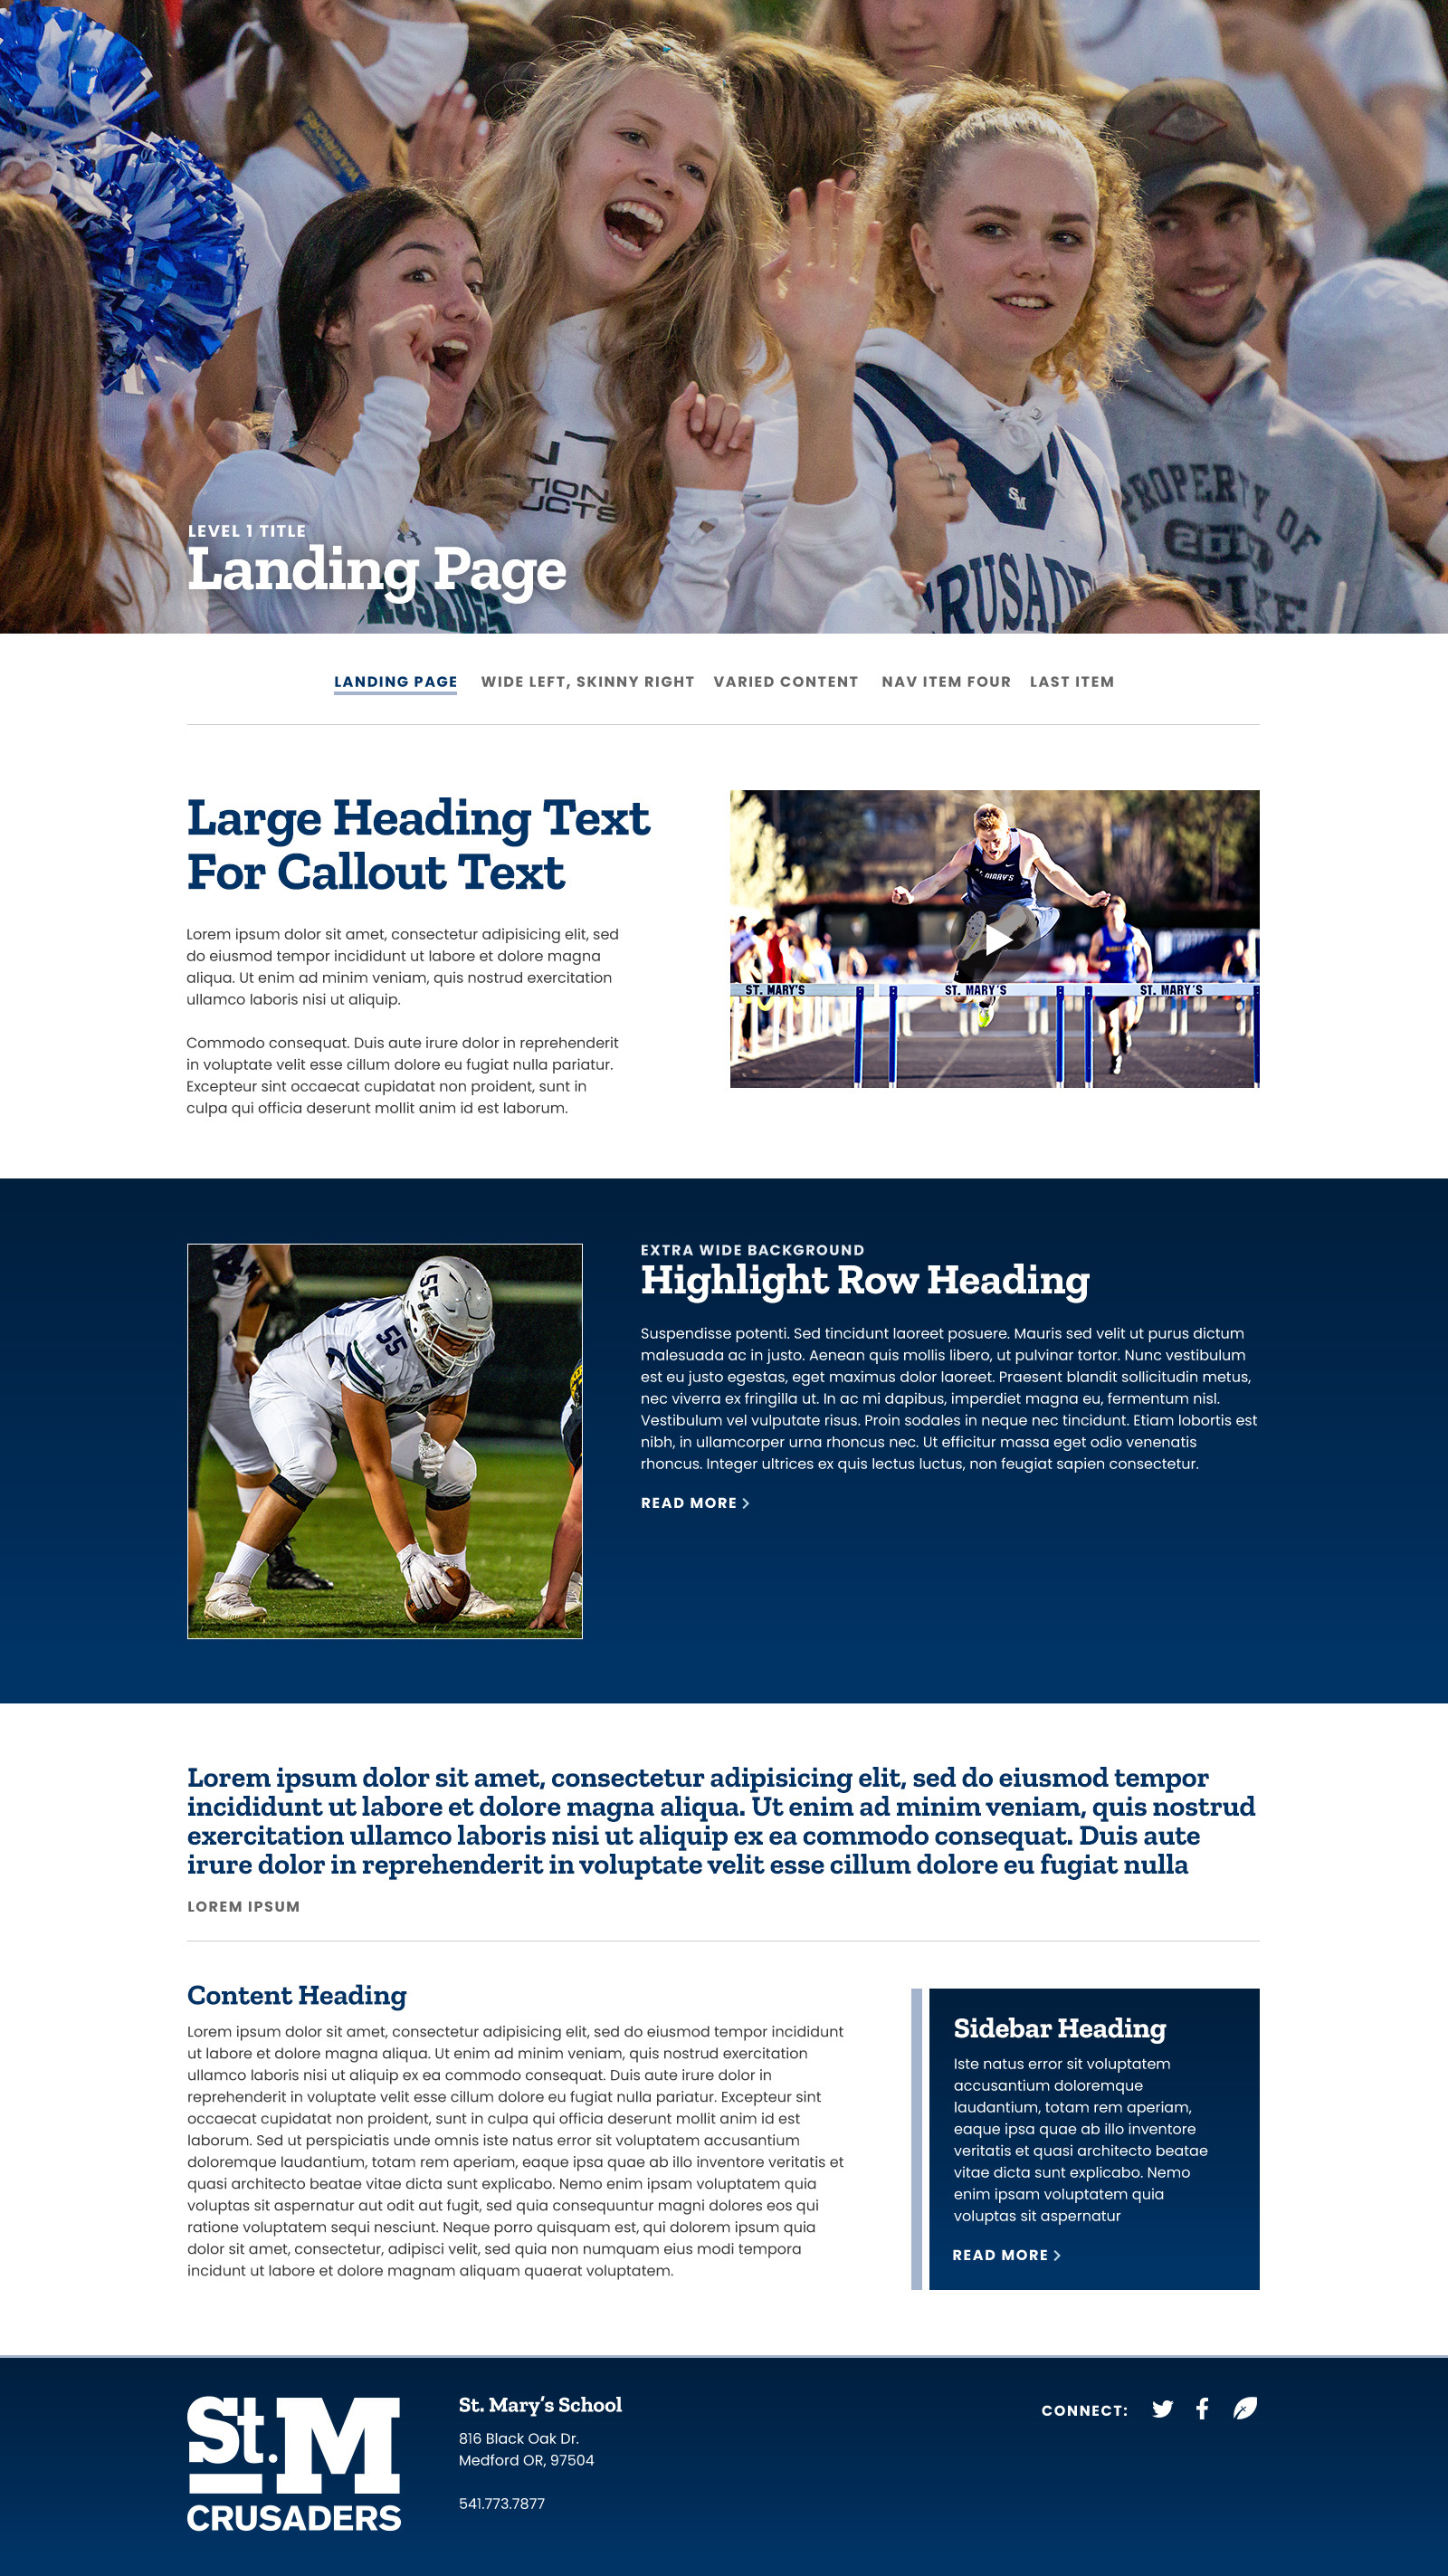 WARRIORS
SM
TION
UCTS
PROPERTY OF
2017
IKE
CRUSADE
CRUSADES
LEVEL 1 TITLE
Landing Page
LANDING PAGE WIDE LEFT, SKINNY RIGHT VARIED CONTENT NAV ITEM FOUR LAST ITEM
Large Heading Text
For Callout Text
Lorem ipsum dolor sit amet, consectetur adipisicing elit, sed
do eiusmod tempor incididunt ut labore et dolore magna
aliqua. Ut enim ad minim veniam, quis nostrud exercitation
ullamco laboris nisi ut aliquip.
Commodo consequat. Duis aute irure dolor in reprehenderit
in voluptate velit esse cillum dolore eu fugiat nulla pariatur.
Excepteur sint occaecat cupidatat non proident, sunt in
culpa qui officia deserunt mollit anim id est laborum.
ST. MARY'S
ST. MARY'S ST. MARY'S ST. MARY'S
55
55
EXTRA WIDE BACKGROUND
Highlight Row Heading
Suspendisse potenti. Sed tincidunt laoreet posuere. Mauris sed velit ut purus dictum
malesuada ac in justo. Aenean quis mollis libero, ut pulvinar tortor. Nunc vestibulum
est eu justo egestas, eget maximus dolor laoreet. Praesent blandit sollicitudin metus,
nec viverra ex fringilla ut. In ac mi dapibus, imperdiet magna eu, fermentum nisl.
Vestibulum vel vulputate risus. Proin sodales in neque nec tincidunt. Etiam lobortis est
nibh, in ullamcorper urna rhoncus nec. Ut efficitur massa eget odio venenatis
rhoncus. Integer ultrices ex quis lectus luctus, non feugiat sapien consectetur.
READ MORE
Lorem ipsum dolor sit amet, consectetur adipisicing elit, sed do eiusmod tempor
incididunt ut labore et dolore magna aliqua. Ut enim ad minim veniam, quis nostrud
exercitation ullamco laboris nisi ut aliquip ex ea commodo consequat. Duis aute
irure dolor in reprehenderit in voluptate velit esse cillum dolore eu fugiat nulla
LOREM IPSUM
Content Heading
Lorem ipsum dolor sit amet, consectetur adipisicing elit, sed do eiusmod tempor incididunt
ut labore et dolore magna aliqua. Ut enim ad minim veniam, quis nostrud exercitation
ullamco laboris nisi ut aliquip ex ea commodo consequat. Duis aute irure dolor in
reprehenderit in voluptate velit esse cillum dolore eu fugiat nulla pariatur. Excepteur sint
occaecat cupidatat non proident, sunt in culpa qui officia deserunt mollit anim id est
laborum. Sed ut perspiciatis unde omnis iste natus error sit voluptatem accusantium
doloremque laudantium, totam rem aperiam, eaque ipsa quae ab illo inventore veritatis et
quasi architecto beatae vitae dicta sunt explicabo. Nemo enim ipsam voluptatem quia
voluptas sit aspernatur aut odit aut fugit, sed quia consequuntur magni dolores eos qui
ratione voluptatem sequi nesciunt. Neque porro quisquam est, qui dolorem ipsum quia
dolor sit amet, consectetur, adipisci velit, sed quia non numquam eius modi tempora
incidunt ut labore et dolore magnam aliquam quaerat voluptatem.
Sidebar Heading
Iste natus error sit voluptatem
accusantium doloremque
laudantium, totam rem aperiam,
eaque ipsa quae ab illo inventore
veritatis et quasi architecto beatae
vitae dicta sunt explicabo. Nemo
enim ipsam voluptatem quia
voluptas sit aspernatur
READ MORE
St.M
CRUSADERS
St. Mary's School
816 Black Oak Dr.
Medford OR, 97504
541.773.7877
CONNECT: